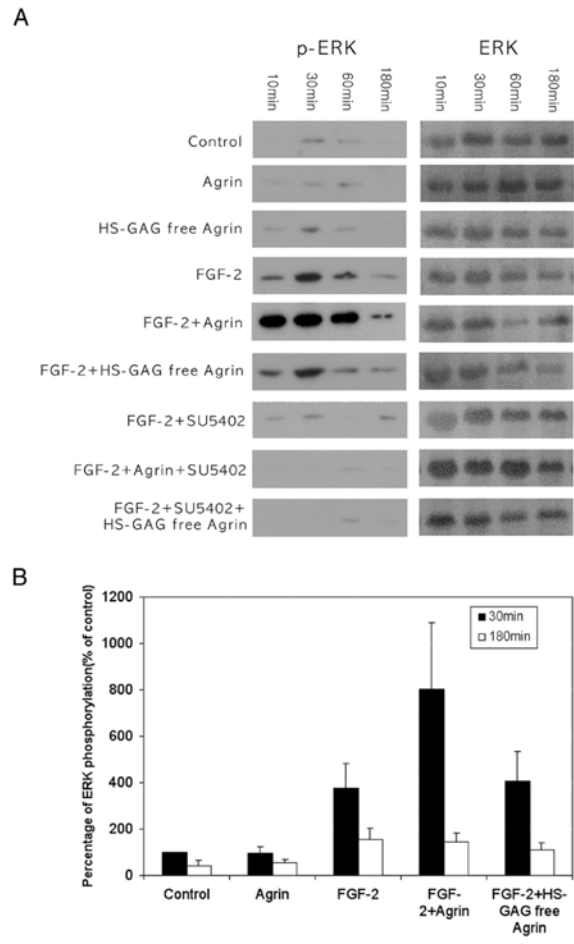 A
p-ERK
ERK
10min
30min
60min
180min
10min
30min
60min
180min
Control
Agrin
HS-GAG free Agrin
FGF-2
FGF-2+Agrin
FGF-2+HS-GAG free Agrin
FGF-2+SU5402
FGF-2+Agrin+SU5402
FGF-2+SU5402+
HS-GAG free Agrin
B
Percentage of ERK phosphorylation(% of control)
1200
1000
800
600
400
200
0
30min
180min
Control
Agrin
FGF-2
FGF-
2+Agrin
FGF-2+HS-
GAG free
Agrin